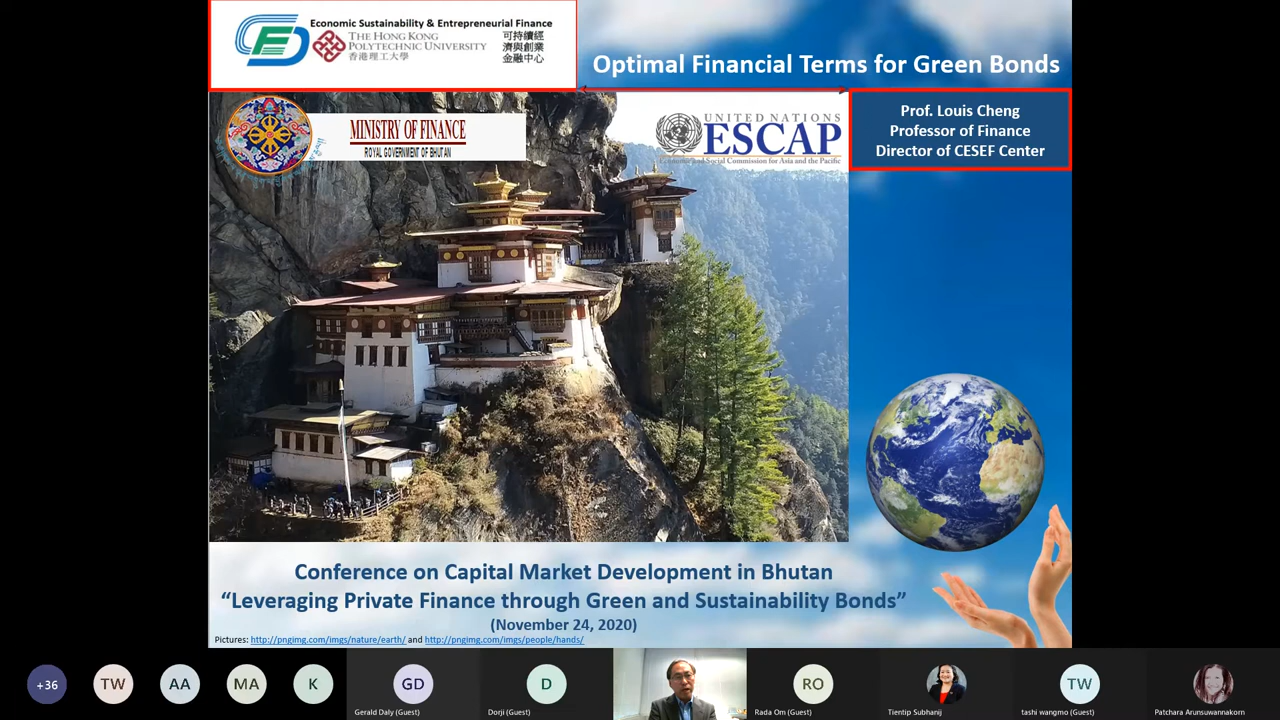 Economic Sustainability & Entrepreneurial Finance
THE HONG KONG
POLYTECHNIC UNIVERSITY
香港理工大學
可持續經
濟與創業
金融中心
Optimal Financial Terms for Green Bonds
Prof. Louis Cheng
Professor of Finance
Director of CESEF Center
MINISTRY OF FINANCE
ROYAL GOVERNMENT OF BHUTAN
UNITED NATIONS
ESCAP
Economic and Social Commission for Asia and the Pacific
Conference on Capital Market Development in Bhutan
“Leveraging Private Finance through Green and Sustainability Bonds”
(November 24, 2020)
Pictures: http://pngimg.com/imgs/nature/earth/ and http://pngimg.com/imgs/people/hands/
+36
TW
AA
MA
K
GD
Gerald Daly (Guest)
D
Dorji (Guest)
RO
Rada Om (Guest)
Tientip Subhanij
TW
tashi wangmo (Guest)
Patchara Arunsuwannakorn